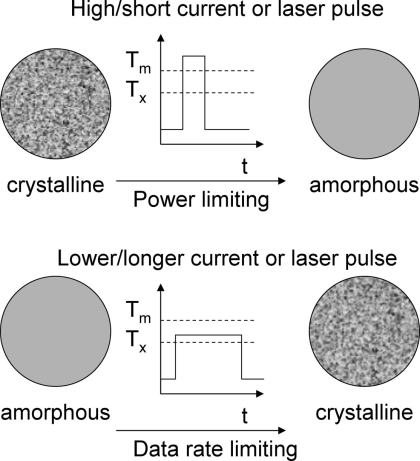 High/short current or laser pulse
Tm
Tx
t
crystalline
amorphous
Power limiting
Lower/longer current or laser pulse
Tm
Tx
t
amorphous
crystalline
Data rate limiting